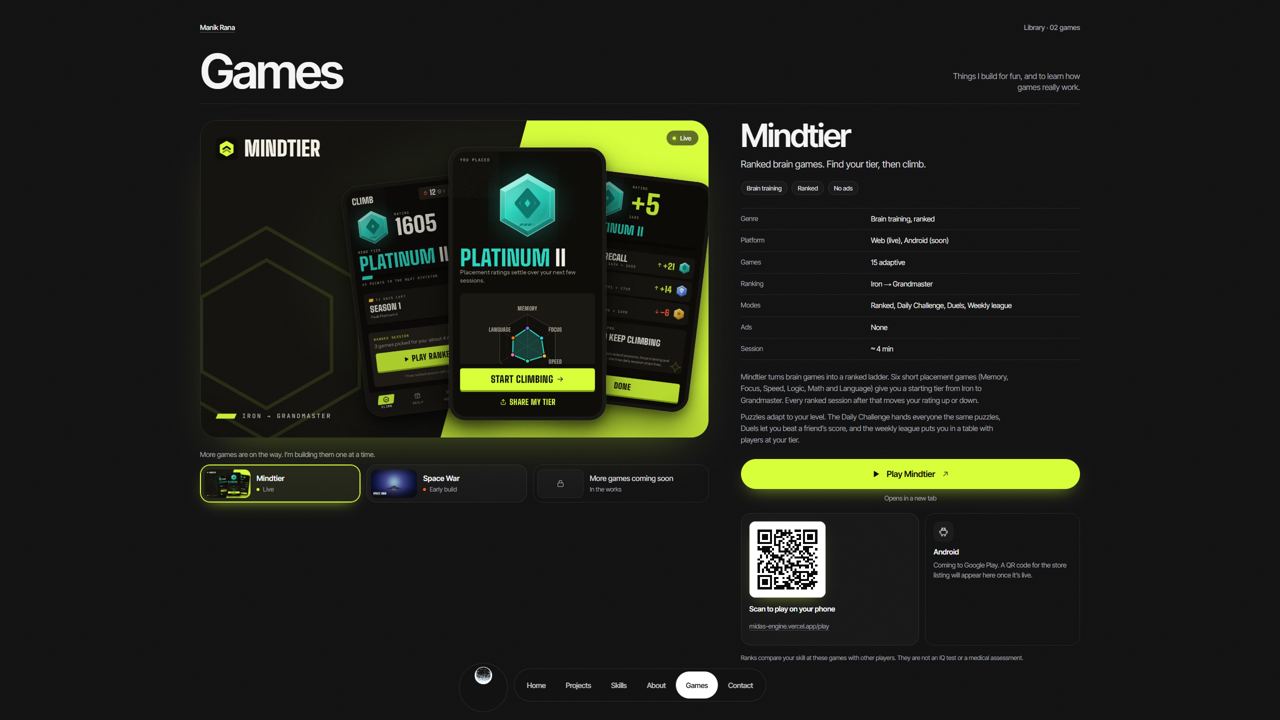 Manik Rana
Library · 02 games
Games
Things I build for fun, and to learn how
games really work.
MINDTIER
Live
CLIMB
12
RATING
1605
PLATINUM II
SEASON 1
PLAY RANKE
IRON → GRANDMASTER
YOU PLACED
PLATINUM II
Placement ratings settle over your next few
sessions.
MEMORY
LANGUAGE
FOCUS
SPEED
START CLIMBING →
SHARE MY TIER
RATING
+5
INUM II
RECALL
+21
+14
-6
KEEP CLIMBING
DONE
More games are on the way. I'm building them one at a time.
Mindtier
Live
Space War
Early build
More games coming soon
In the works
Mindtier
Ranked brain games. Find your tier, then climb.
Brain training
Ranked
No ads
Genre
Brain training, ranked
Platform
Web (live), Android (soon)
Games
15 adaptive
Ranking
Iron → Grandmaster
Modes
Ranked, Daily Challenge, Duels, Weekly league
Ads
None
Session
~ 4 min
Mindtier turns brain games into a ranked ladder. Six short placement games (Memory,
Focus, Speed, Logic, Math and Language) give you a starting tier from Iron to
Grandmaster. Every ranked session after that moves your rating up or down.
Puzzles adapt to your level. The Daily Challenge hands everyone the same puzzles,
Duels let you beat a friend's score, and the weekly league puts you in a table with
players at your tier.
Play Mindtier ↗
Opens in a new tab
Scan to play on your phone
midas-engine.vercel.app/play
Android
Coming to Google Play. A QR code for the store
listing will appear here once it's live.
Ranks compare your skill at these games with other players. They are not an IQ test or a medical assessment.
Home
Projects
Skills
About
Games
Contact